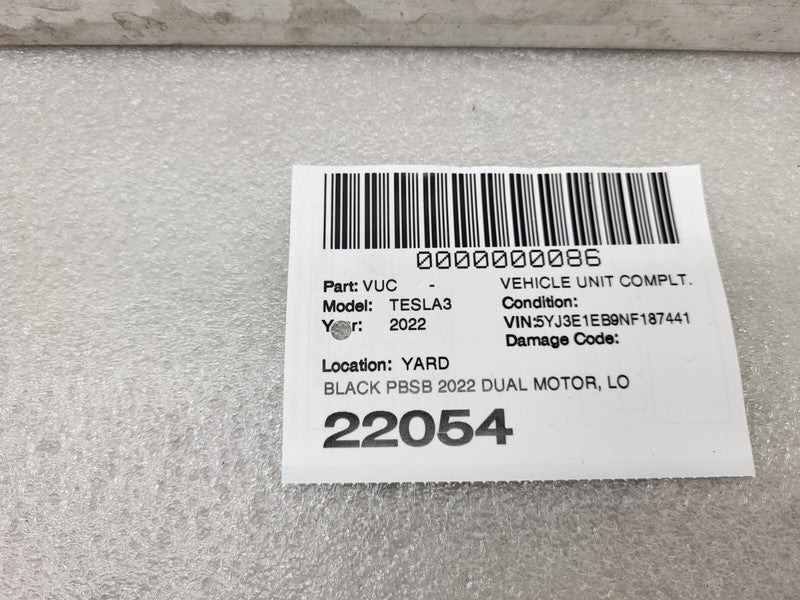 0000000086
Part: VUC - VEHICLE UNIT COMPLT.
Model: TESLA3 Condition:
Year: 2022 VIN:5YJ3E1EB9NF187441
Damage Code:
Location: YARD
BLACK PBSB 2022 DUAL MOTOR, LO
22054